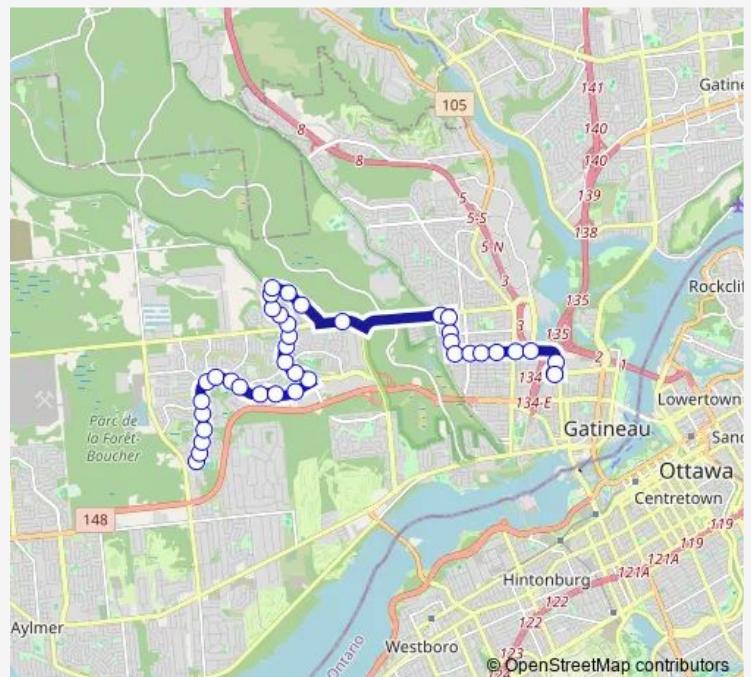 141
Gatine
105
140
8
140
8
139
5
5-S
138
5 N
3
Rockclif
135
3
135
2
1
134
Lowertown
134-E
Parc de
la Forêt-
Boucher
Gatineau
Sand
Ottawa
Centretown
148
119
119
121A
Hintonburg
121A
122
122
Aylmer
Westboro
123
Ontario
© OpenStreetMap contributors